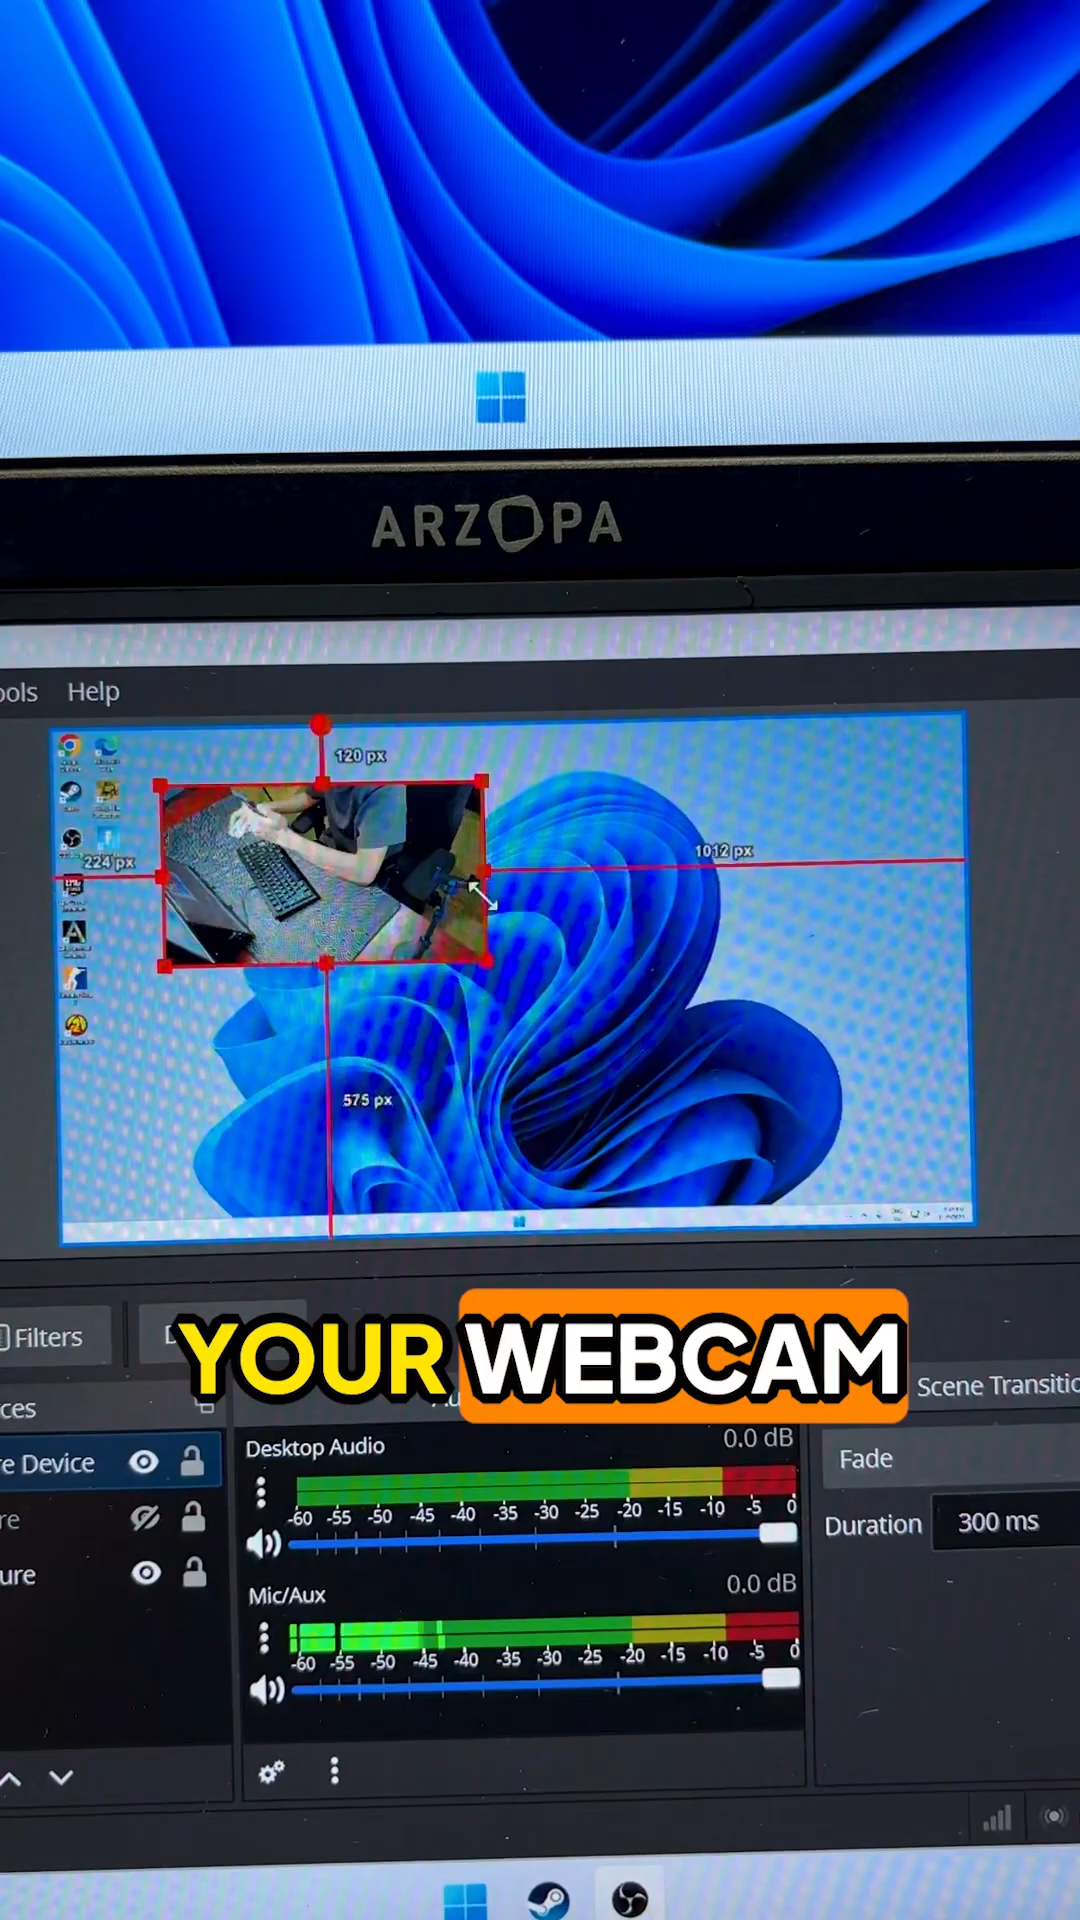 ARZOPA
ools Help
120 px
224 px
1012 px
575 px
Filters
YOUR WEBCAM
Scene Transitio
ces
Desktop Audio 0.0 dB
re Device
Fade
-60 -55 -50 -45 -40 -35 -30 -25 -20 -15 -10 -5 0
re
Duration 300 ms
ure
Mic/Aux 0.0 dB
-60 -55 -50 -45 -40 -35 -30 -25 -20 -15 -10 -5 0